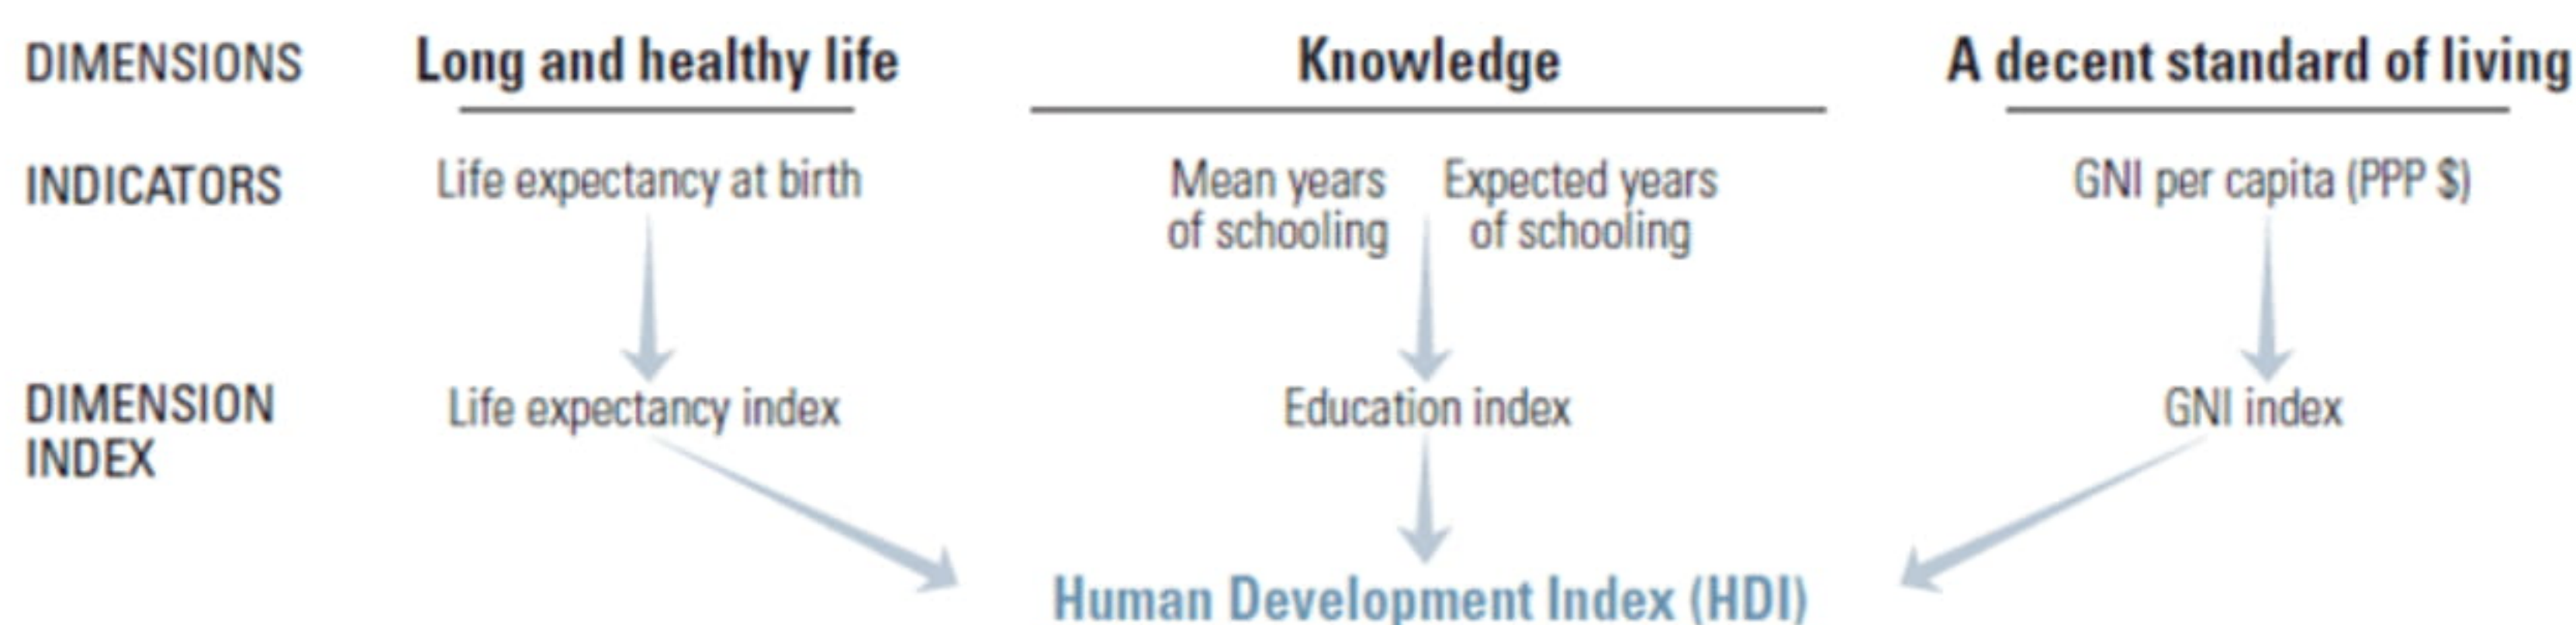 DIMENSIONS Long and healthy life Knowledge A decent standard of living
INDICATORS Life expectancy at birth Mean years Expected years GNI per capita (PPP $)
of schooling of schooling
DIMENSION Life expectancy index Education index GNI index
INDEX
Human Development Index (HDI)